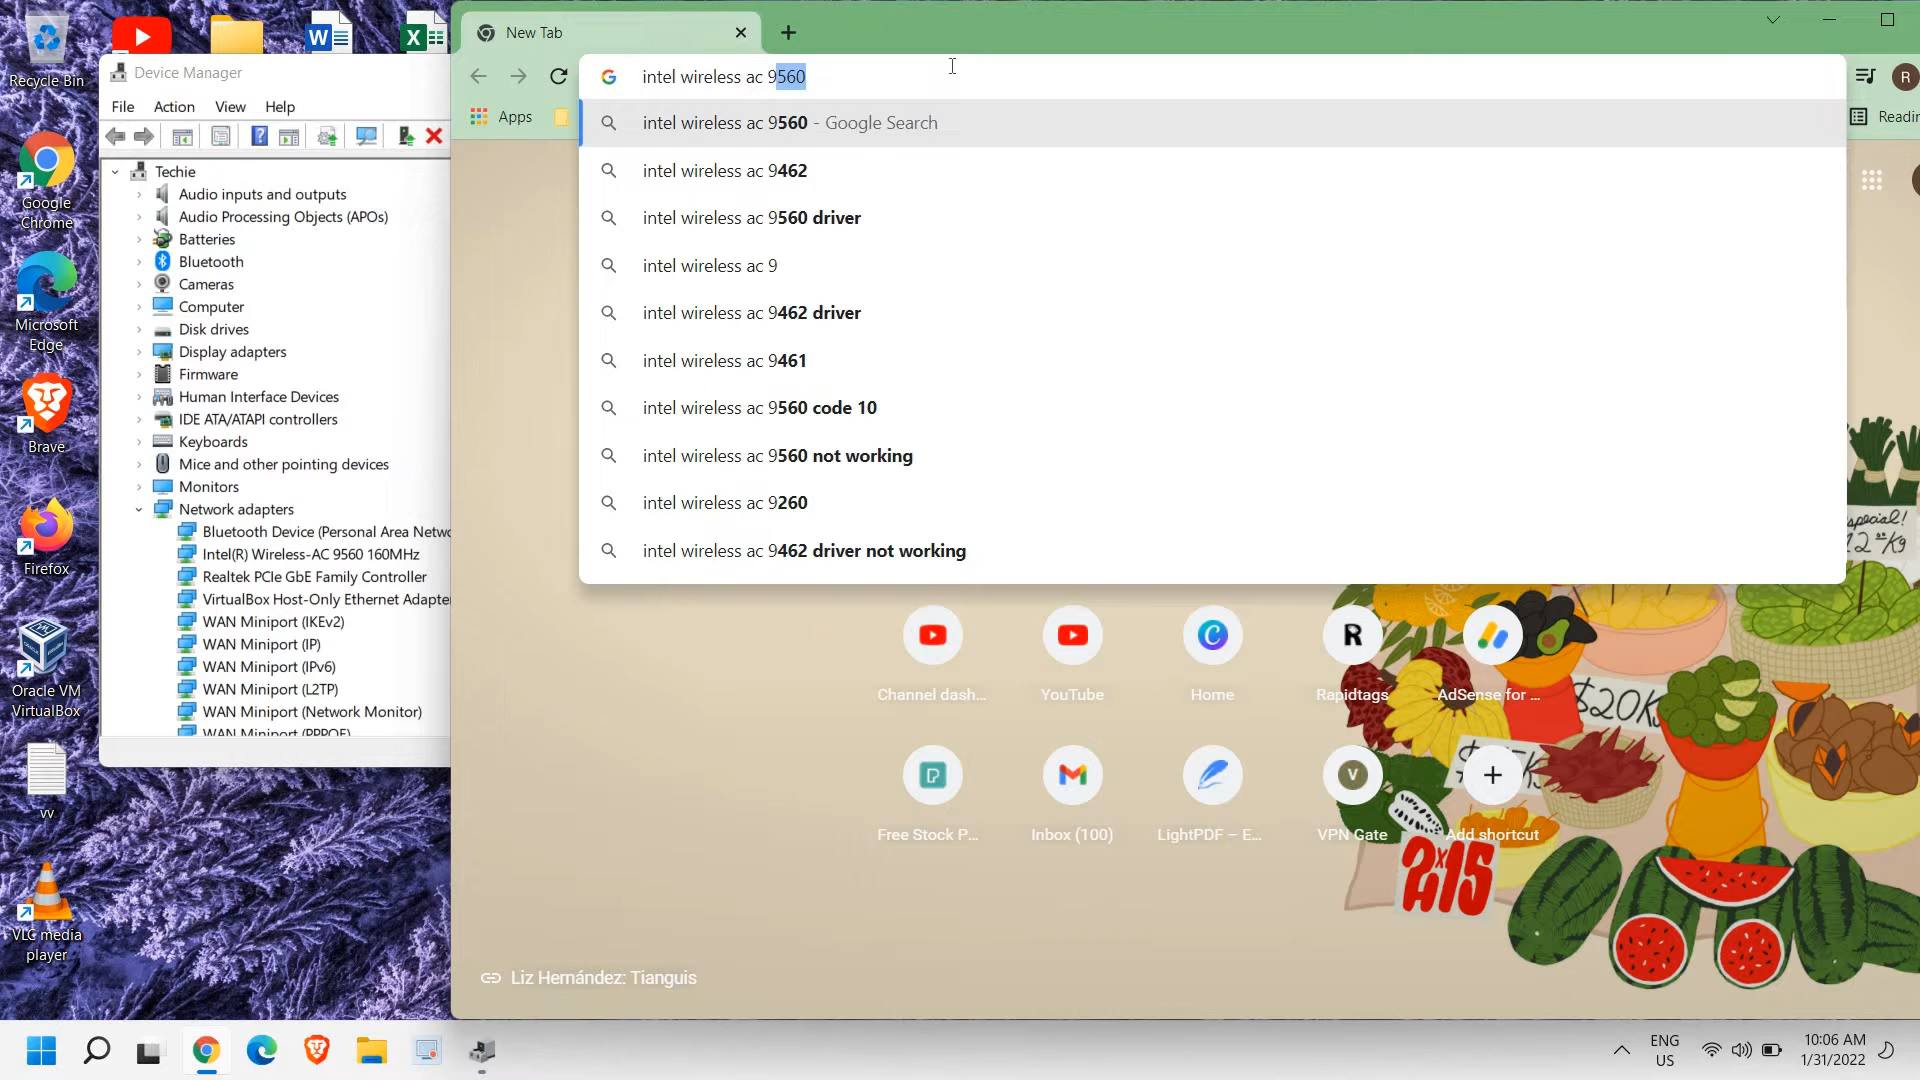 Recycle Bin
Google
Chrome
Microsoft
Edge
Brave
Firefox
Oracle VM
VirtualBox
vv
VLC media
player
Device Manager
File Action View Help
Techie
Audio inputs and outputs
Audio Processing Objects (APOs)
Batteries
Bluetooth
Cameras
Computer
Disk drives
Display adapters
Firmware
Human Interface Devices
IDE ATA/ATAPI controllers
Keyboards
Mice and other pointing devices
Monitors
Network adapters
Bluetooth Device (Personal Area Netwo
Intel(R) Wireless-AC 9560 160MHz
Realtek PCIe GbE Family Controller
VirtualBox Host-Only Ethernet Adapte
WAN Miniport (IKEv2)
WAN Miniport (IP)
WAN Miniport (IPv6)
WAN Miniport (L2TP)
WAN Miniport (Network Monitor)
WAN Miniport (PPPOE)
New Tab
intel wireless ac 9560
R
Apps
Readin
intel wireless ac 9560 - Google Search
intel wireless ac 9462
intel wireless ac 9560 driver
intel wireless ac 9
intel wireless ac 9462 driver
intel wireless ac 9461
intel wireless ac 9560 code 10
intel wireless ac 9560 not working
intel wireless ac 9260
intel wireless ac 9462 driver not working
Channel dash...
YouTube
Home
Rapidtags
AdSense for ...
Free Stock P...
Inbox (100)
LightPDF – E...
V
VPN Gate
Add shortcut
special!
$20K
2x15
Liz Hernández: Tianguis
ENG
US
10:06 AM
1/31/2022